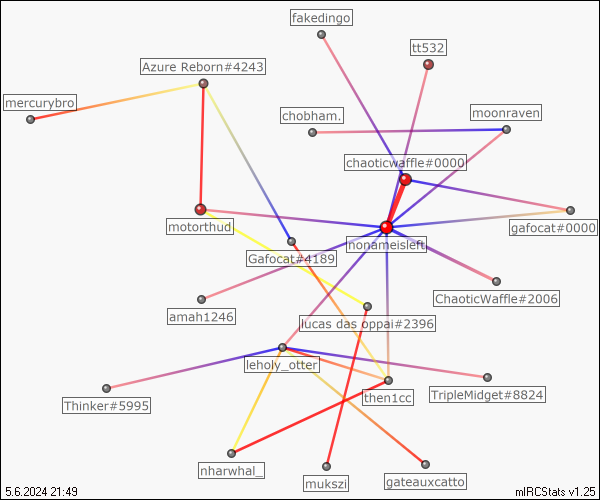 fakedingo
tt532
Azure Reborn#4243
mercurybro
chobham.
moonraven
chaoticwaffle#0000
motorthud
nonameisleft
gafocat#0000
Gafocat#4189
ChaoticWaffle#2006
amah1246
lucas das oppai#2396
leholy_otter
Thinker#5995
then1cc
TripleMidget#8824
nharwhal_
mukszi
gateauxcatto
5.6.2024 21:49
mIRCStats v1.25